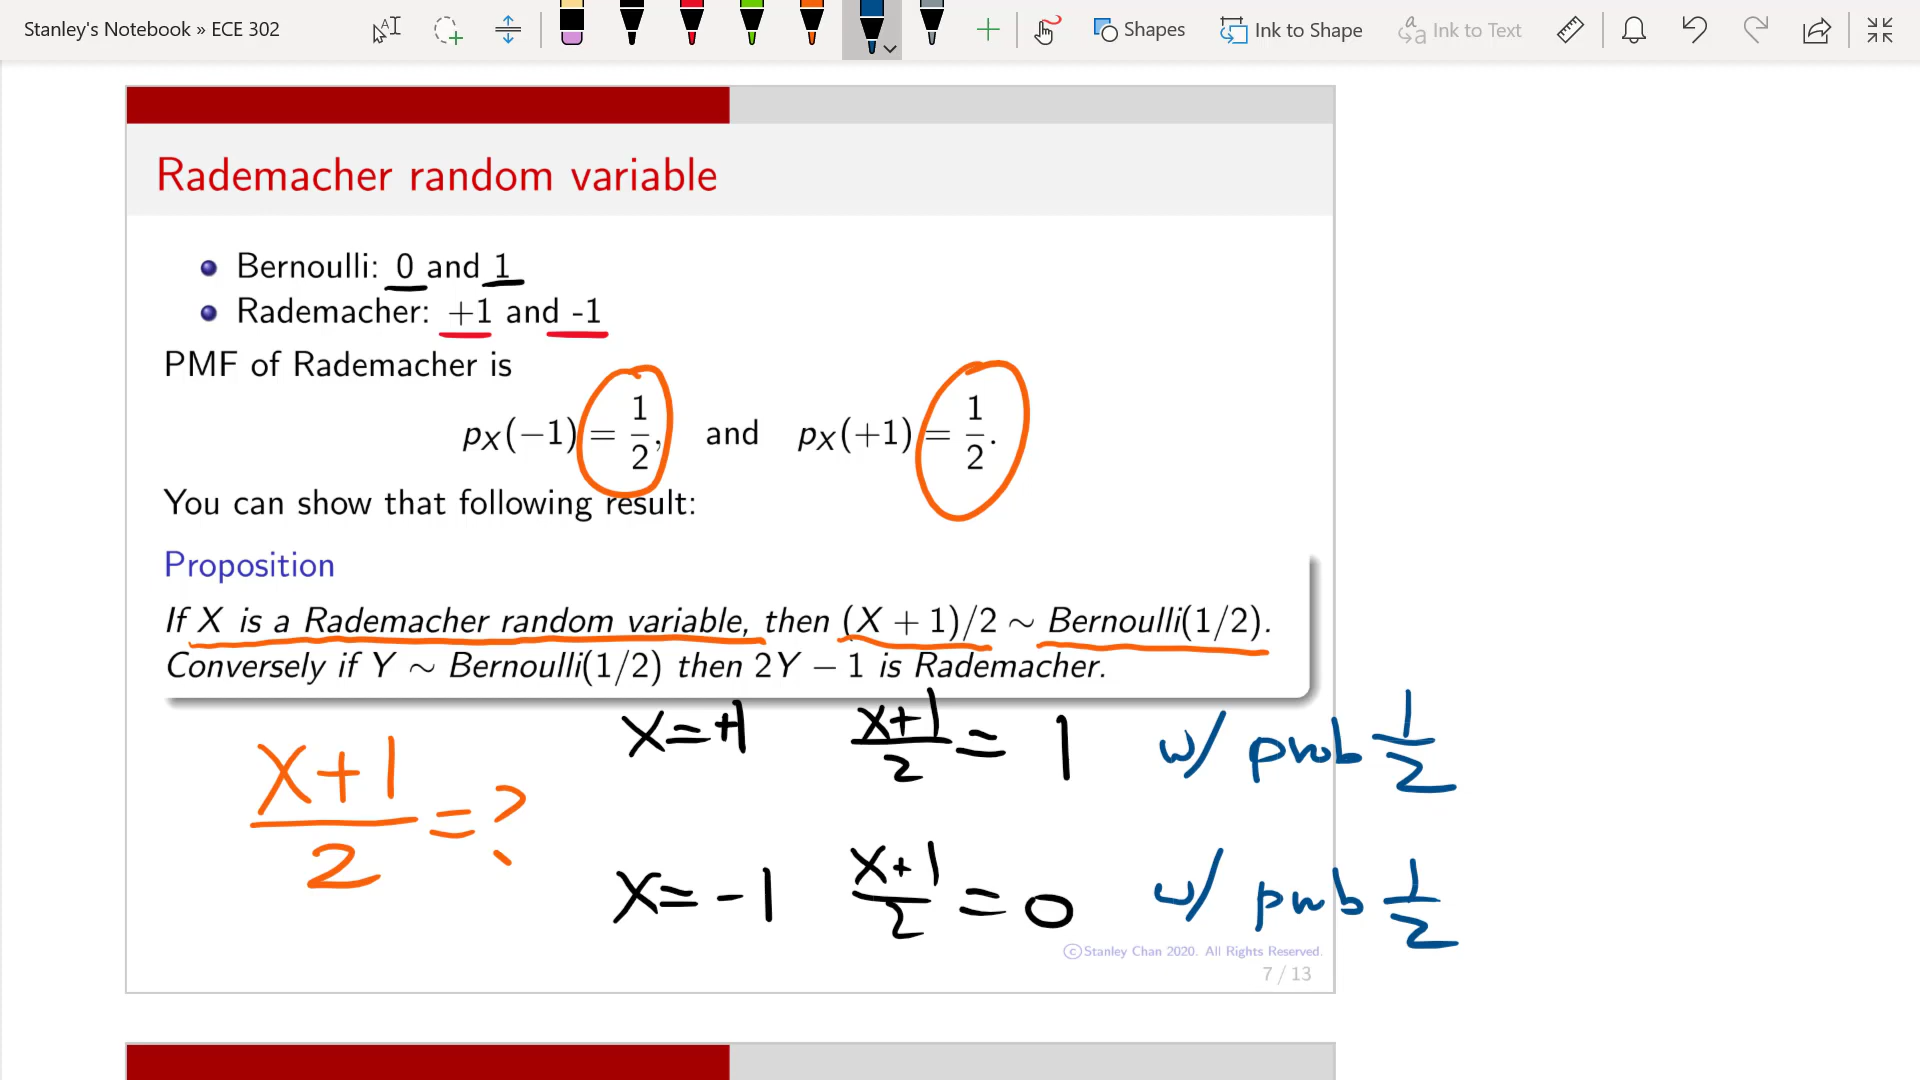 Stanley's Notebook » ECE 302
Shapes
Ink to Shape
Ink to Text
Rademacher random variable
Bernoulli: 0 and 1
Rademacher: +1 and -1
PMF of Rademacher is
p_X(−1) = 1/2, and p_X(+1) = 1/2.
You can show that following result:
Proposition
If X is a Rademacher random variable, then (X + 1)/2 ∼ Bernoulli(1/2).
Conversely if Y ∼ Bernoulli(1/2) then 2Y − 1 is Rademacher.
x=+1 (x+1)/2 = 1 w/ prob 1/2
(x+1)/2 = ?
x=-1 (x+1)/2 = 0 w/ prob 1/2
©Stanley Chan 2020. All Rights Reserved.
7 / 13